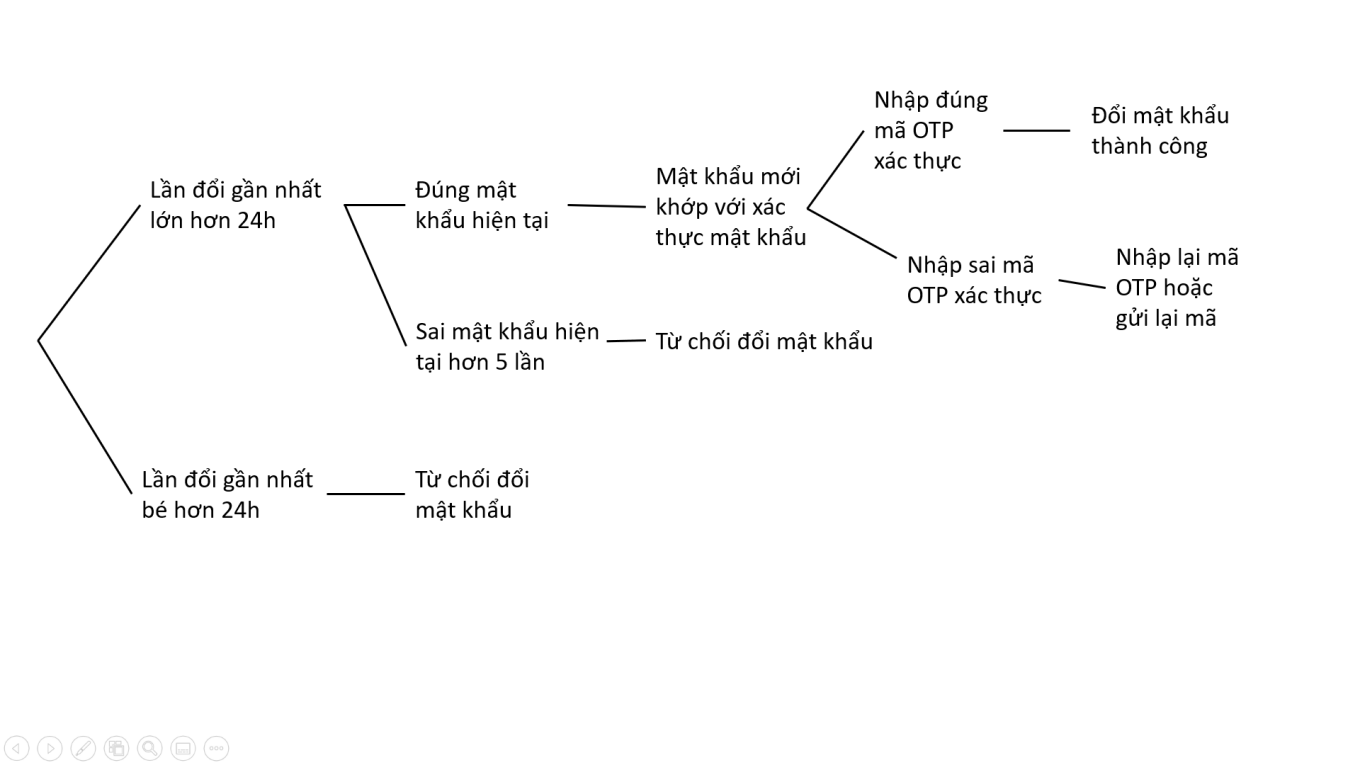 Nhập đúng
mã OTP
xác thực
Đổi mật khẩu
thành công
Lần đổi gần nhất
lớn hơn 24h
Đúng mật
khẩu hiện tại
Mật khẩu mới
khớp với xác
thực mật khẩu
Nhập sai mã
OTP xác thực
Nhập lại mã
OTP hoặc
gửi lại mã
Sai mật khẩu hiện
tại hơn 5 lần
Từ chối đổi mật khẩu
Lần đổi gần nhất
bé hơn 24h
Từ chối đổi
mật khẩu